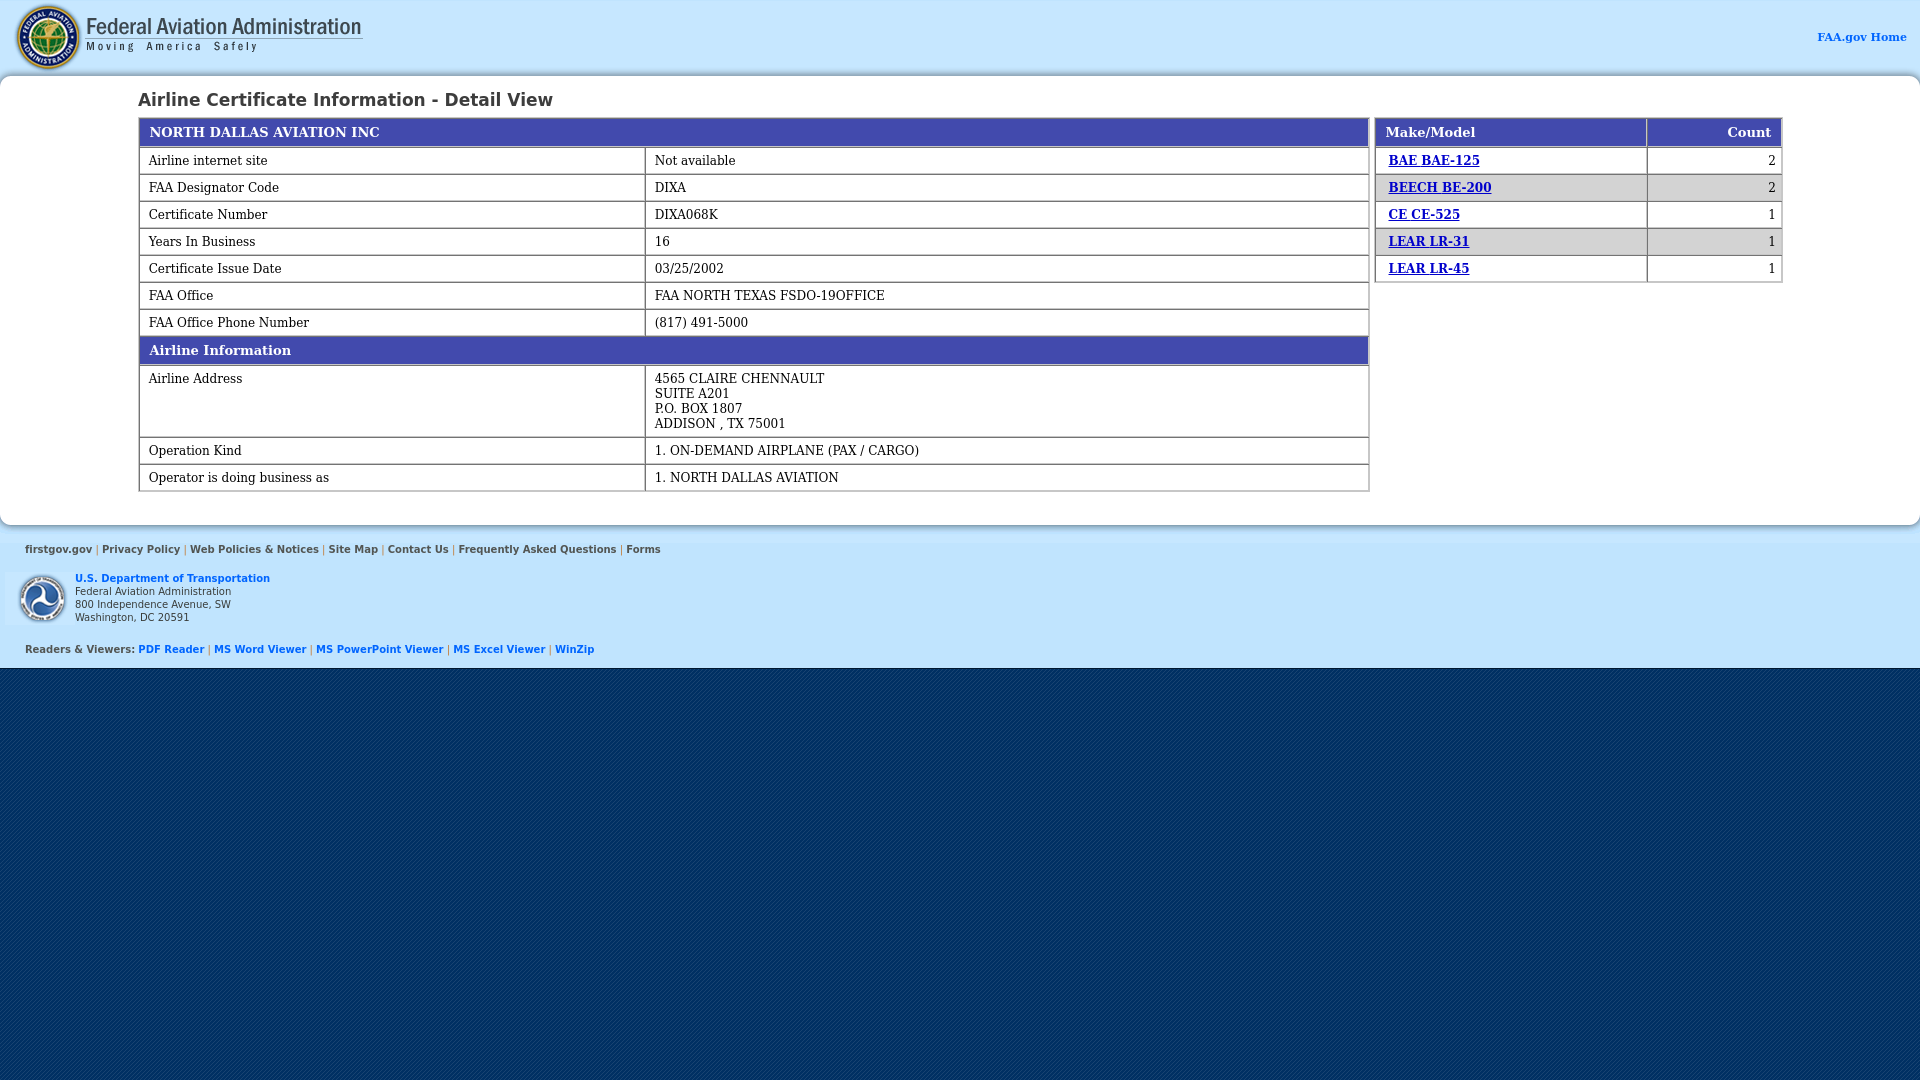 Federal Aviation Administration
Moving America Safely
FAA.gov Home
Airline Certificate Information - Detail View
NORTH DALLAS AVIATION INC
Airline internet site Not available
FAA Designator Code DIXA
Certificate Number DIXA068K
Years In Business 16
Certificate Issue Date 03/25/2002
FAA Office FAA NORTH TEXAS FSDO-19OFFICE
FAA Office Phone Number (817) 491-5000
Airline Information
Airline Address 4565 CLAIRE CHENNAULT
SUITE A201
P.O. BOX 1807
ADDISON , TX 75001
Operation Kind 1. ON-DEMAND AIRPLANE (PAX / CARGO)
Operator is doing business as 1. NORTH DALLAS AVIATION
Make/Model Count
BAE BAE-125 2
BEECH BE-200 2
CE CE-525 1
LEAR LR-31 1
LEAR LR-45 1
firstgov.gov | Privacy Policy | Web Policies & Notices | Site Map | Contact Us | Frequently Asked Questions | Forms
U.S. Department of Transportation
Federal Aviation Administration
800 Independence Avenue, SW
Washington, DC 20591
Readers & Viewers: PDF Reader | MS Word Viewer | MS PowerPoint Viewer | MS Excel Viewer | WinZip